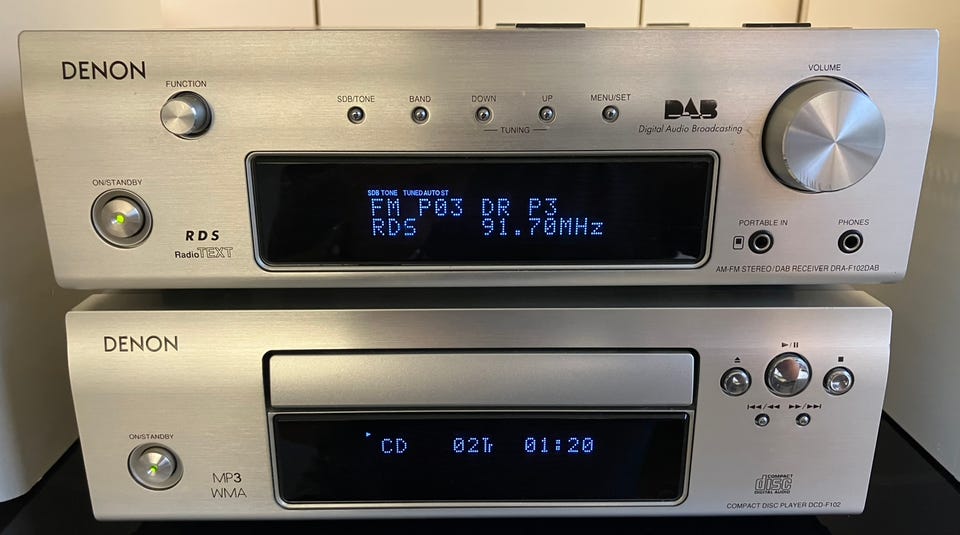 DENON
FUNCTION
SDB/TONE BAND DOWN UP MENU/SET
TUNING
DAB
Digital Audio Broadcasting
VOLUME
ON/STANDBY
RDS
RadioTEXT
SDB TONE TUNED AUTO ST
FM P03 DR P3
RDS 91.70MHz
PORTABLE IN
PHONES
AM-FM STEREO/DAB RECEIVER DRA-F102DAB
DENON
ON/STANDBY
MP3
WMA
CD 02Tr 01:20
COMPACT
disc
DIGITAL AUDIO
COMPACT DISC PLAYER DCD-F102